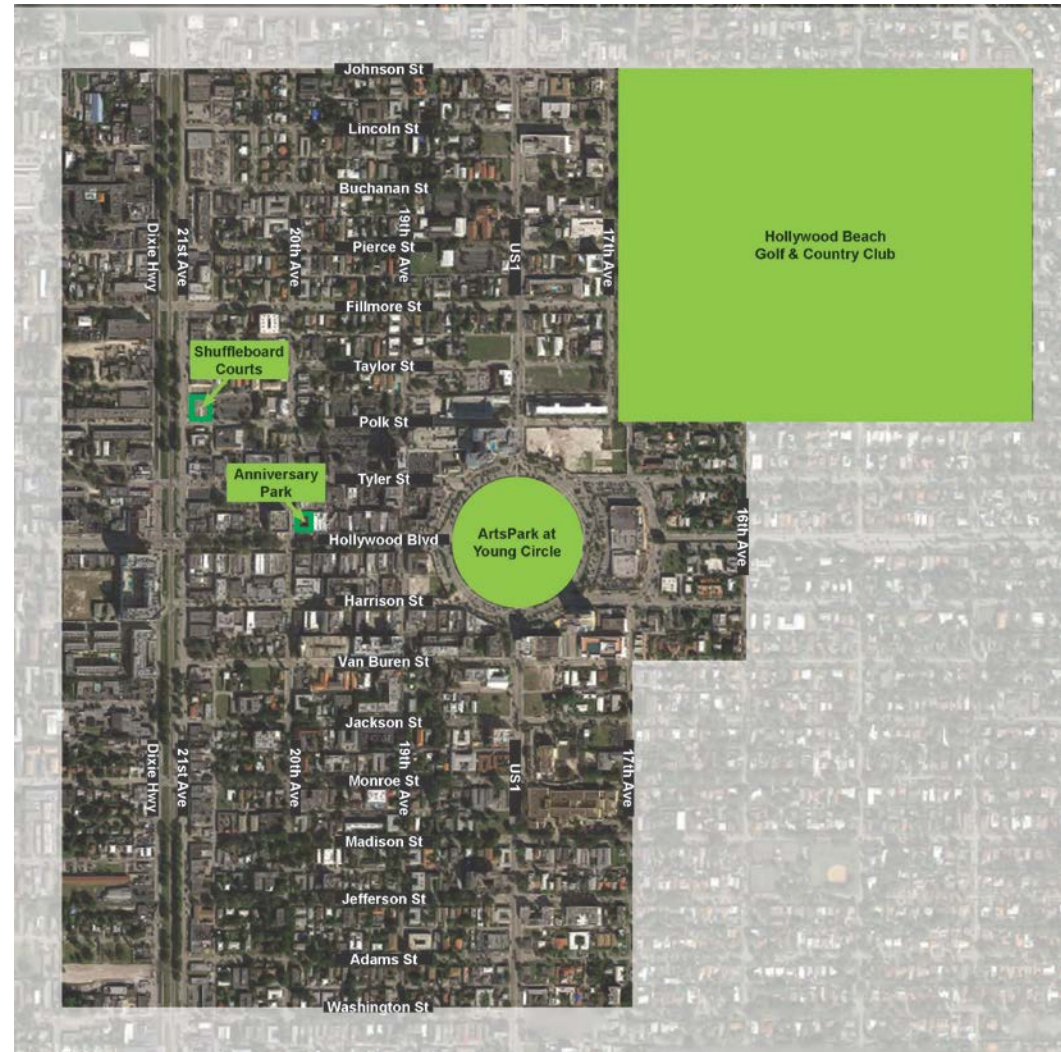 Johnson St
Lincoln St
Buchanan St
Dixie Hwy
21st Ave
20th Ave
19th Ave
US1
17th Ave
Pierce St
Hollywood Beach
Golf & Country Club
Fillmore St
Shuffleboard
Courts
Taylor St
Polk St
Anniversary
Park
Tyler St
Hollywood Blvd
ArtsPark at
Young Circle
16th Ave
Harrison St
Van Buren St
Jackson St
Dixie Hwy
21st Ave
20th Ave
19th Ave
US1
17th Ave
Monroe St
Madison St
Jefferson St
Adams St
Washington St